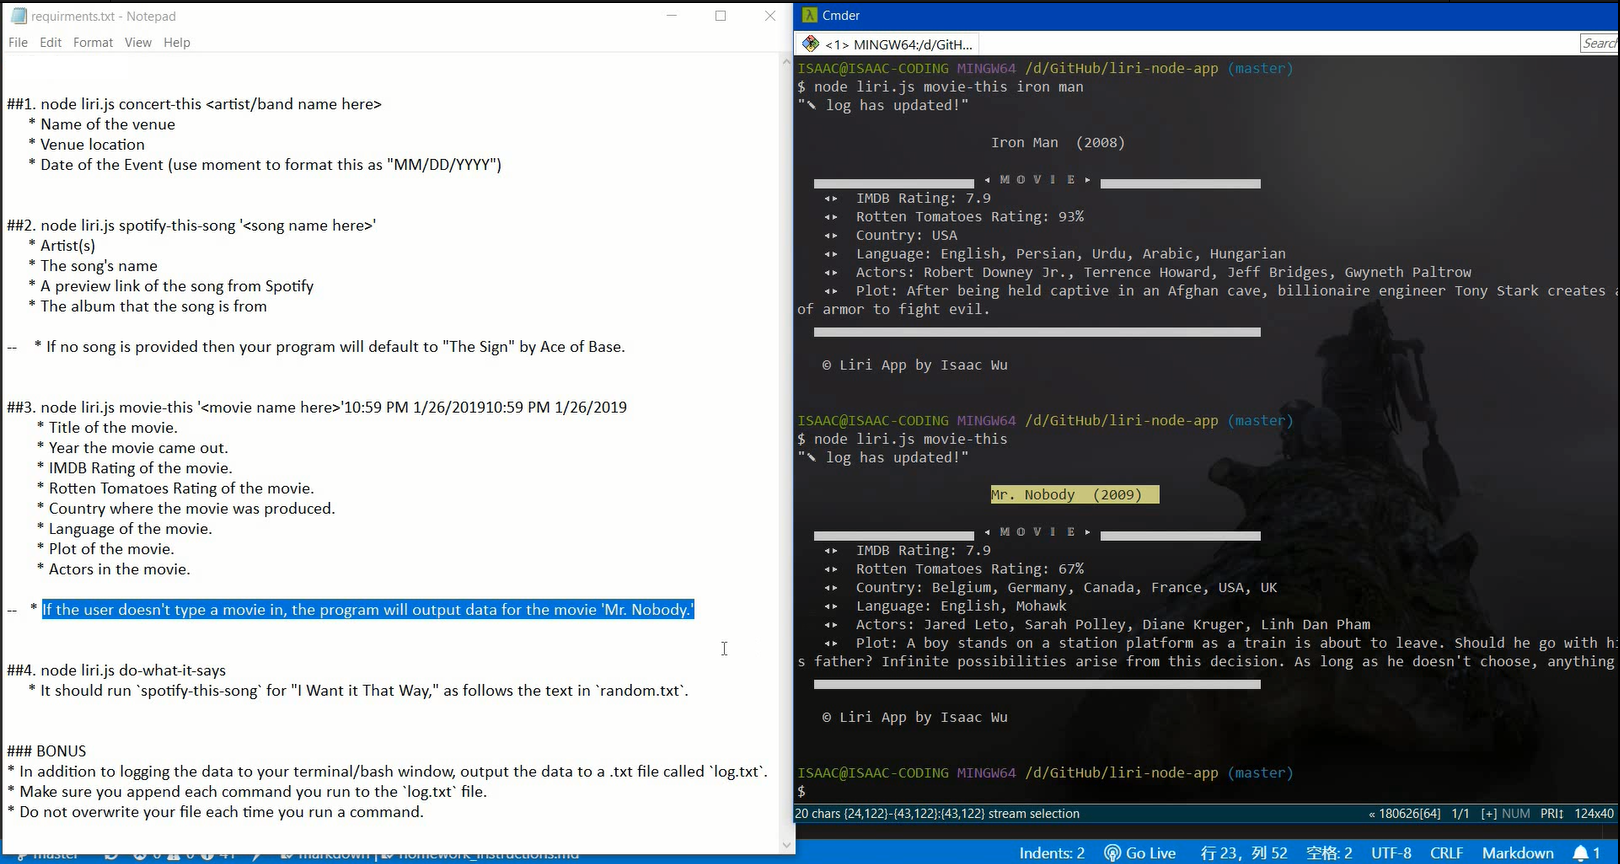 requirments.txt - Notepad
File Edit Format View Help
##1. node liri.js concert-this <artist/band name here>
* Name of the venue
* Venue location
* Date of the Event (use moment to format this as "MM/DD/YYYY")
##2. node liri.js spotify-this-song '<song name here>'
* Artist(s)
* The song's name
* A preview link of the song from Spotify
* The album that the song is from
-- * If no song is provided then your program will default to "The Sign" by Ace of Base.
##3. node liri.js movie-this '<movie name here>'10:59 PM 1/26/201910:59 PM 1/26/2019
* Title of the movie.
* Year the movie came out.
* IMDB Rating of the movie.
* Rotten Tomatoes Rating of the movie.
* Country where the movie was produced.
* Language of the movie.
* Plot of the movie.
* Actors in the movie.
-- * If the user doesn't type a movie in, the program will output data for the movie 'Mr. Nobody.'
##4. node liri.js do-what-it-says
* It should run `spotify-this-song` for "I Want it That Way," as follows the text in `random.txt`.
### BONUS
* In addition to logging the data to your terminal/bash window, output the data to a .txt file called `log.txt`.
* Make sure you append each command you run to the `log.txt` file.
* Do not overwrite your file each time you run a command.
λ Cmder
<1> MINGW64:/d/GitH...
Search
ISAAC@ISAAC-CODING MINGW64 /d/GitHub/liri-node-app (master)
$ node liri.js movie-this iron man
"✎ log has updated!"
Iron Man (2008)
◂ 𝕄 𝕆 𝕍 𝕀 𝔼 ▸
◂▸ IMDB Rating: 7.9
◂▸ Rotten Tomatoes Rating: 93%
◂▸ Country: USA
◂▸ Language: English, Persian, Urdu, Arabic, Hungarian
◂▸ Actors: Robert Downey Jr., Terrence Howard, Jeff Bridges, Gwyneth Paltrow
◂▸ Plot: After being held captive in an Afghan cave, billionaire engineer Tony Stark creates a
of armor to fight evil.
© Liri App by Isaac Wu
ISAAC@ISAAC-CODING MINGW64 /d/GitHub/liri-node-app (master)
$ node liri.js movie-this
"✎ log has updated!"
Mr. Nobody (2009)
◂ 𝕄 𝕆 𝕍 𝕀 𝔼 ▸
◂▸ IMDB Rating: 7.9
◂▸ Rotten Tomatoes Rating: 67%
◂▸ Country: Belgium, Germany, Canada, France, USA, UK
◂▸ Language: English, Mohawk
◂▸ Actors: Jared Leto, Sarah Polley, Diane Kruger, Linh Dan Pham
◂▸ Plot: A boy stands on a station platform as a train is about to leave. Should he go with hi
s father? Infinite possibilities arise from this decision. As long as he doesn't choose, anything
© Liri App by Isaac Wu
ISAAC@ISAAC-CODING MINGW64 /d/GitHub/liri-node-app (master)
$
20 chars {24,122}-{43,122}:{43,122} stream selection « 180626[64] 1/1 [+] NUM PRI↕ 124x40
master markdown homework_instructions.md Indents: 2 Go Live 行 23，列 52 空格: 2 UTF-8 CRLF Markdown 1